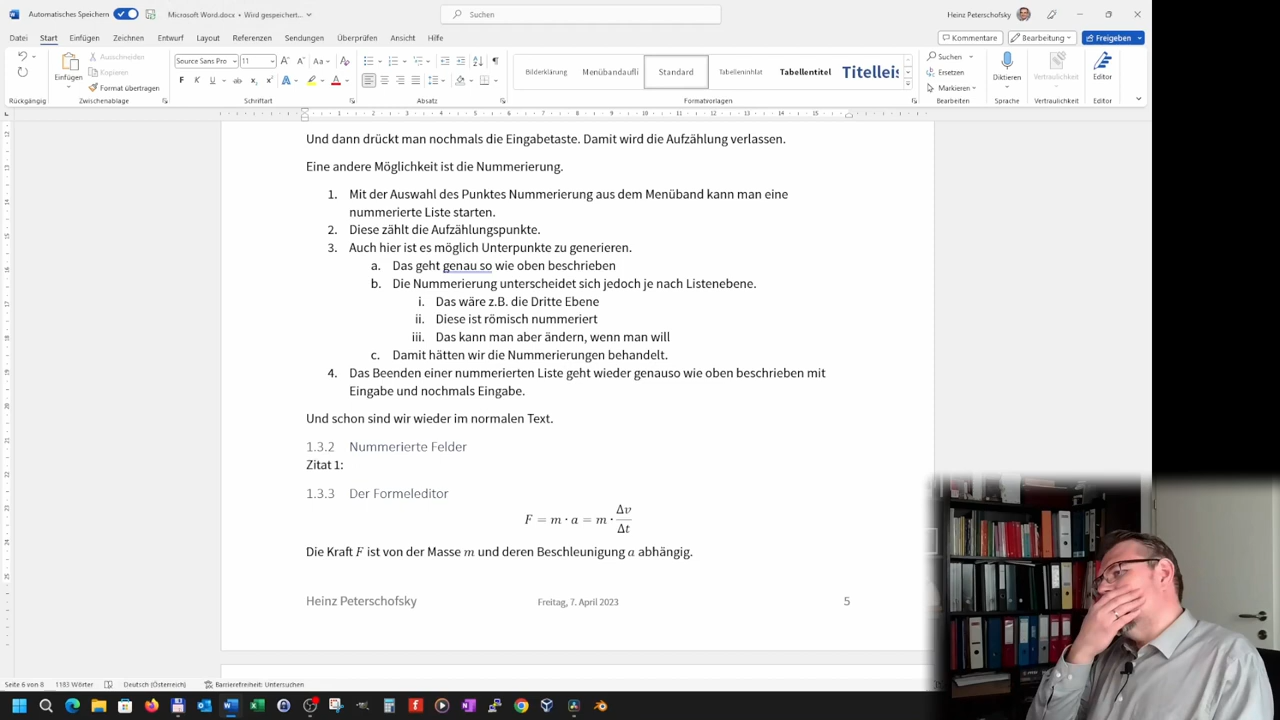 Automatisches Speichern
Microsoft Word.docx • Wird gespeichert...
Suchen
Heinz Peterschofsky
Datei Start Einfügen Zeichnen Entwurf Layout Referenzen Sendungen Überprüfen Ansicht Hilfe
Kommentare Bearbeitung Freigeben
Einfügen
Ausschneiden
Kopieren
Format übertragen
Source Sans Pro 11
Bilderklärung Menübandaufli Standard Tabelleninhlat Tabellentitel Titelleis
Suchen
Ersetzen
Markieren
Diktieren
Vertraulichkeit
Editor
Rückgängig Zwischenablage Schriftart Absatz Formatvorlagen Bearbeiten Sprache Vertraulichkeit Editor
Und dann drückt man nochmals die Eingabetaste. Damit wird die Aufzählung verlassen.
Eine andere Möglichkeit ist die Nummerierung.
1. Mit der Auswahl des Punktes Nummerierung aus dem Menüband kann man eine
nummerierte Liste starten.
2. Diese zählt die Aufzählungspunkte.
3. Auch hier ist es möglich Unterpunkte zu generieren.
a. Das geht genau so wie oben beschrieben
b. Die Nummerierung unterscheidet sich jedoch je nach Listenebene.
i. Das wäre z.B. die Dritte Ebene
ii. Diese ist römisch nummeriert
iii. Das kann man aber ändern, wenn man will
c. Damit hätten wir die Nummerierungen behandelt.
4. Das Beenden einer nummerierten Liste geht wieder genauso wie oben beschrieben mit
Eingabe und nochmals Eingabe.
Und schon sind wir wieder im normalen Text.
1.3.2 Nummerierte Felder
Zitat 1:
1.3.3 Der Formeleditor
F = m · a = m · Δv/Δt
Die Kraft F ist von der Masse m und deren Beschleunigung a abhängig.
Heinz Peterschofsky Freitag, 7. April 2023 5
Seite 6 von 8 1183 Wörter Deutsch (Österreich) Barrierefreiheit: Untersuchen